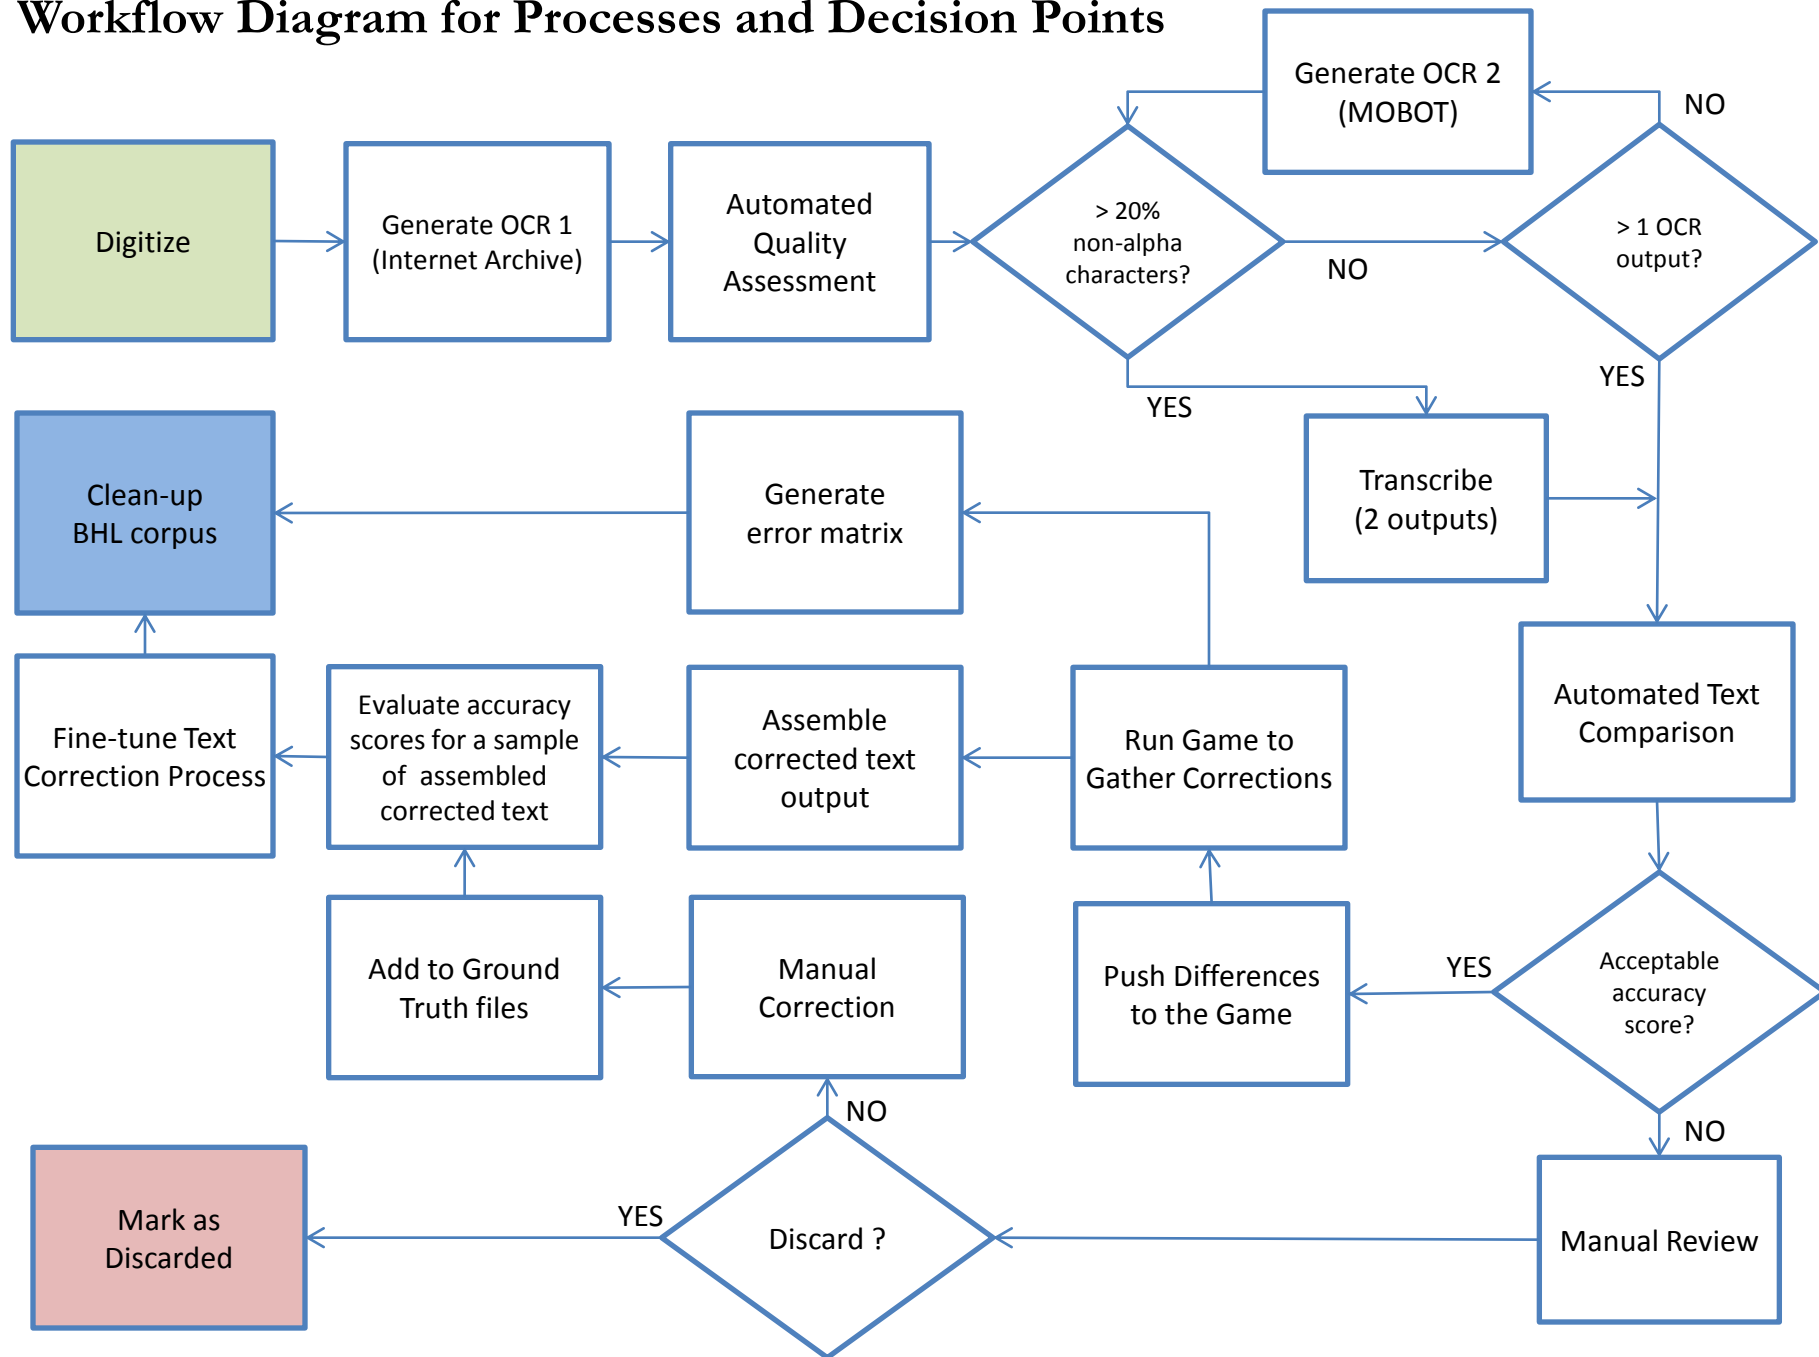 Workflow Diagram for Processes and Decision Points
Digitize
Generate OCR 1
(Internet Archive)
Automated
Quality
Assessment
> 20%
non-alpha
characters?
NO
YES
Generate OCR 2
(MOBOT)
NO
> 1 OCR
output?
YES
Transcribe
(2 outputs)
Clean-up
BHL corpus
Generate
error matrix
Fine-tune Text
Correction Process
Evaluate accuracy
scores for a sample
of assembled
corrected text
Assemble
corrected text
output
Run Game to
Gather Corrections
Automated Text
Comparison
Add to Ground
Truth files
Manual
Correction
Push Differences
to the Game
YES
Acceptable
accuracy
score?
NO
NO
Mark as
Discarded
YES
Discard ?
Manual Review